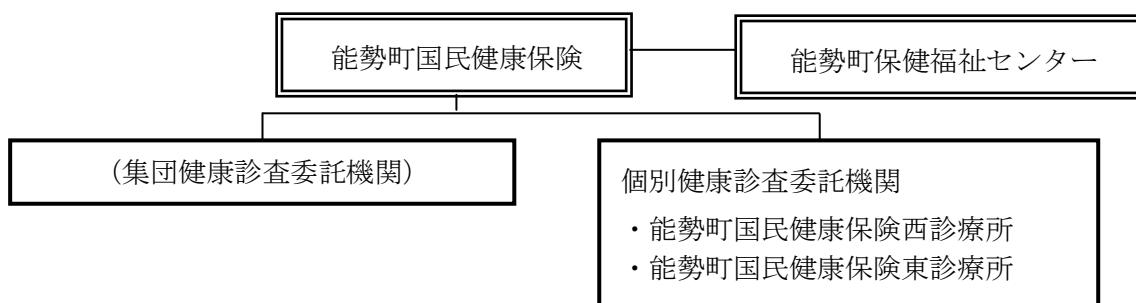 能勢町国民健康保険
能勢町保健福祉センター
（集団健康診査委託機関）
個別健康診査委託機関
・能勢町国民健康保険西診療所
・能勢町国民健康保険東診療所